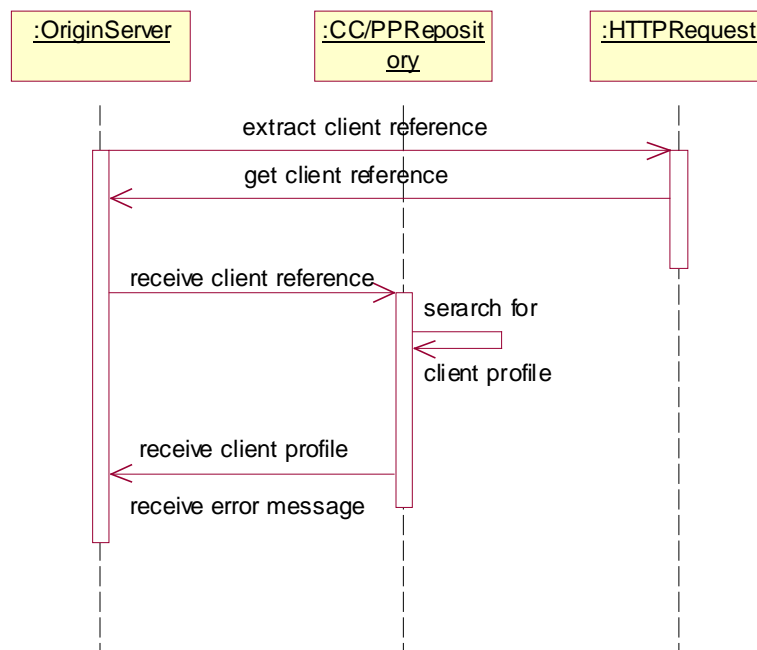 :OriginServer
:CC/PPReposit
ory
:HTTPRequest
extract client reference
get client reference
receive client reference
serarch for
client profile
receive client profile
receive error message